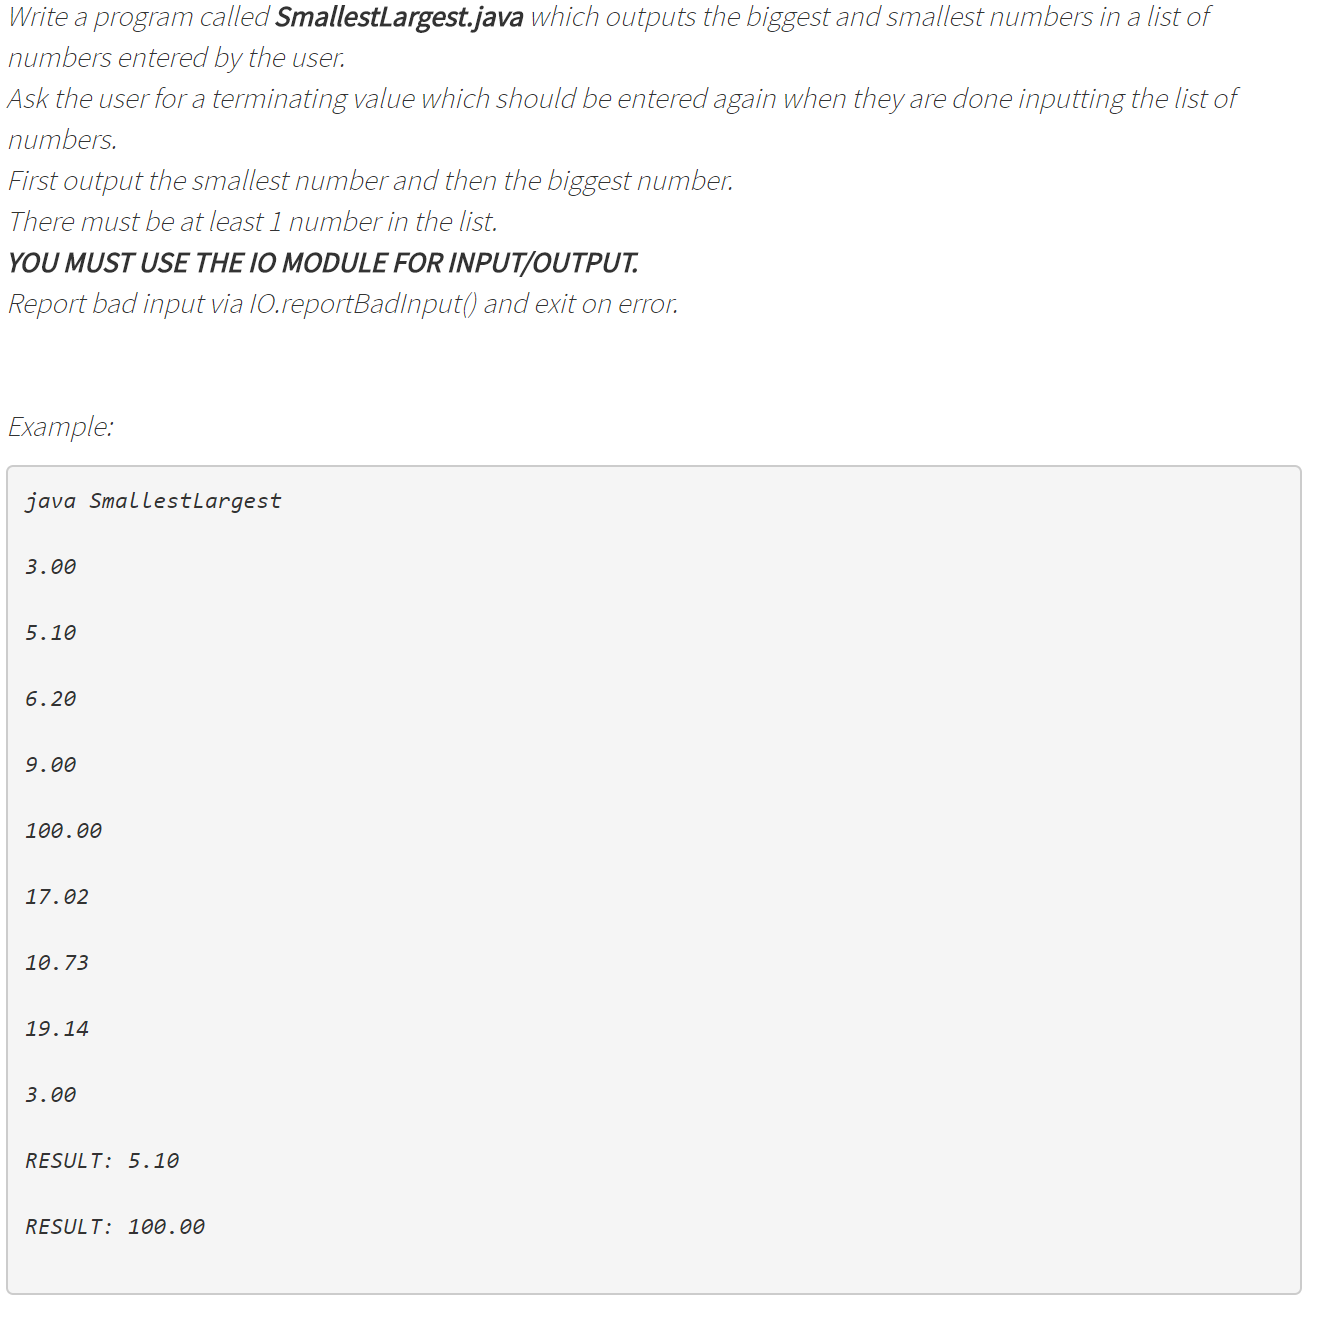 Write a program called SmallestLargest.java which outputs the biggest and smallest numbers in a list of
numbers entered by the user.
Ask the user for a terminating value which should be entered again when they are done inputting the list of
numbers.
First output the smallest number and then the biggest number.
There must be at least 1 number in the list.
YOU MUST USE THE IO MODULE FOR INPUT/OUTPUT.
Report bad input via IO.reportBadInput() and exit on error.
Example:
java SmallestLargest
3.00
5.10
6.20
9.00
100.00
17.02
10.73
19.14
3.00
RESULT: 5.10
RESULT: 100.00